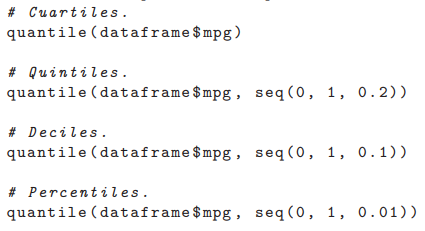 # Cuartiles.
quantile(dataframe$mpg)
# Quintiles.
quantile(dataframe$mpg, seq(0, 1, 0.2))
# Deciles.
quantile(dataframe$mpg, seq(0, 1, 0.1))
# Percentiles.
quantile(dataframe$mpg, seq(0, 1, 0.01))